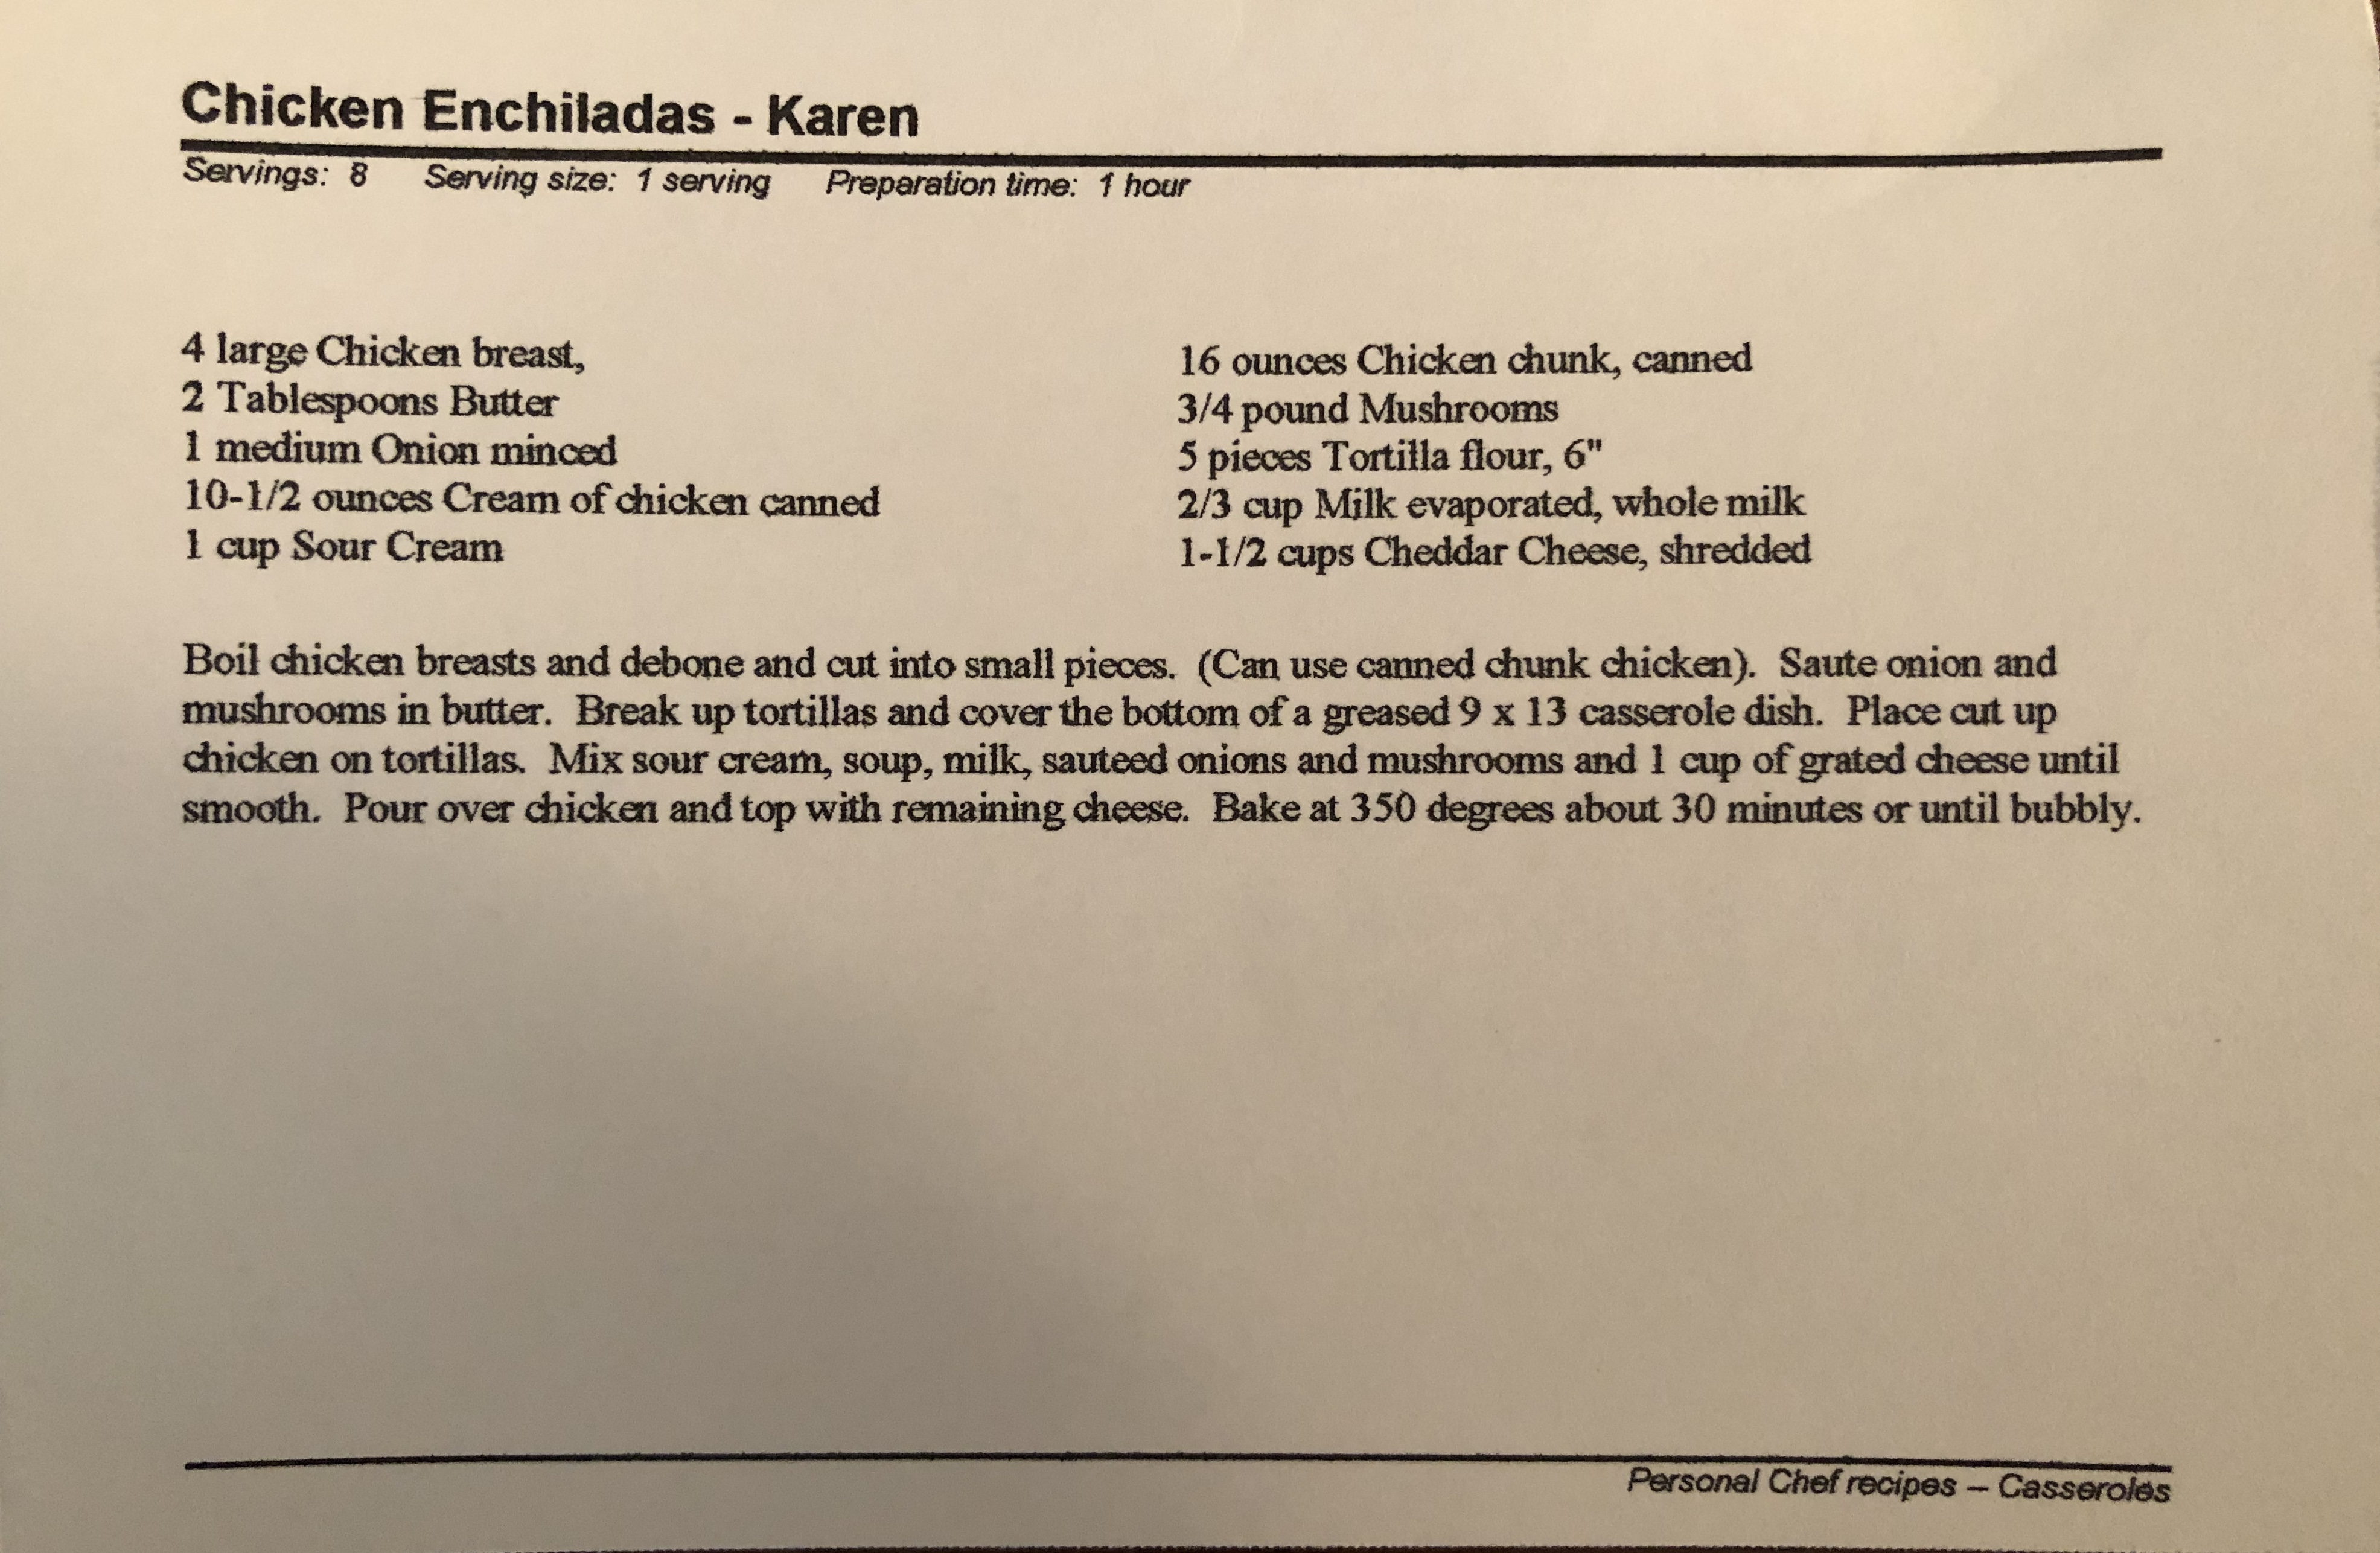 Chicken Enchiladas - Karen
Servings: 8 Serving size: 1 serving Preparation time: 1 hour
4 large Chicken breast,
2 Tablespoons Butter
1 medium Onion minced
10-1/2 ounces Cream of chicken canned
1 cup Sour Cream
16 ounces Chicken chunk, canned
3/4 pound Mushrooms
5 pieces Tortilla flour, 6"
2/3 cup Milk evaporated, whole milk
1-1/2 cups Cheddar Cheese, shredded
Boil chicken breasts and debone and cut into small pieces. (Can use canned chunk chicken). Saute onion and
mushrooms in butter. Break up tortillas and cover the bottom of a greased 9 x 13 casserole dish. Place cut up
chicken on tortillas. Mix sour cream, soup, milk, sauteed onions and mushrooms and 1 cup of grated cheese until
smooth. Pour over chicken and top with remaining cheese. Bake at 350 degrees about 30 minutes or until bubbly.
Personal Chef recipes – Casseroles